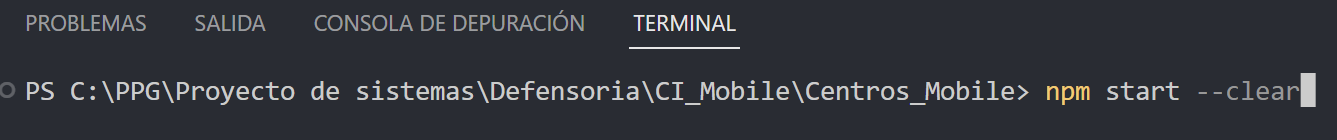 PROBLEMAS SALIDA CONSOLA DE DEPURACIÓN TERMINAL
PS C:\PPG\Proyecto de sistemas\Defensoria\CI_Mobile\Centros_Mobile> npm start --clear